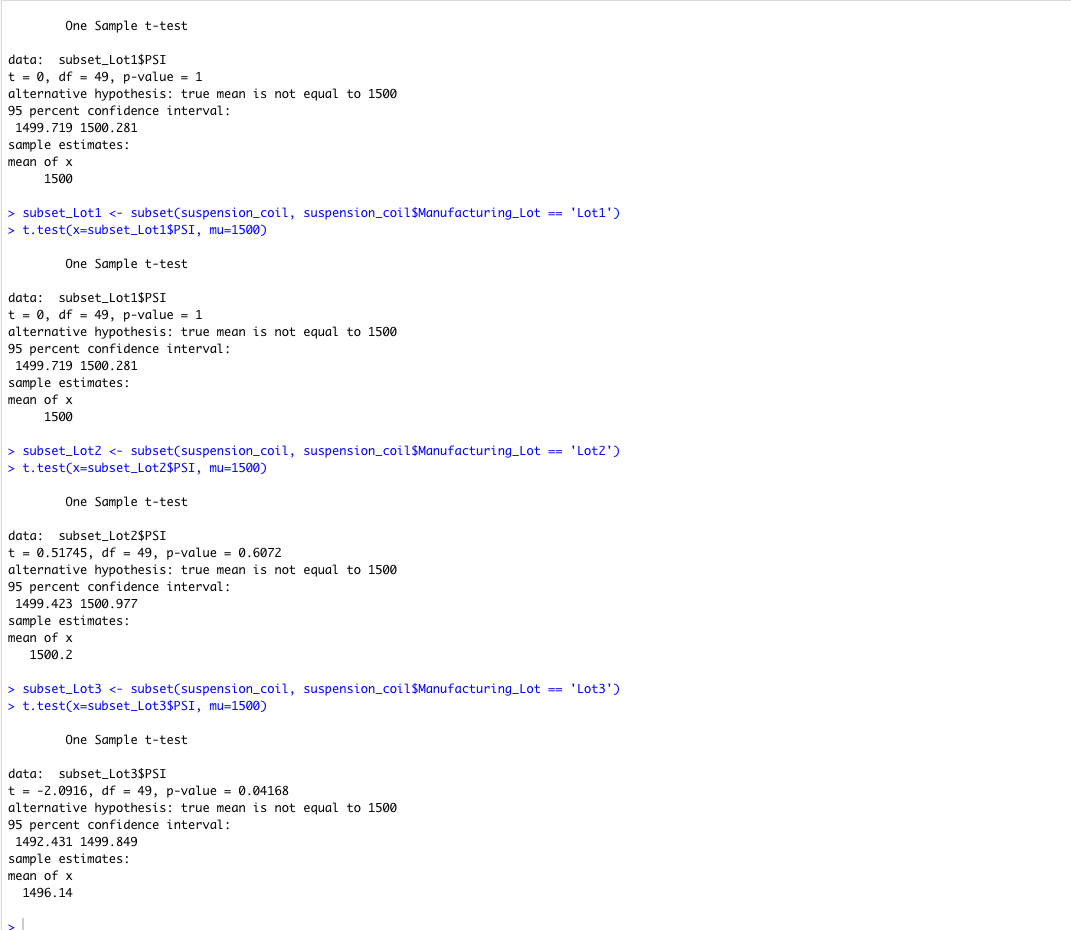 One Sample t-test
data:  subset_Lot1$PSI
t = 0, df = 49, p-value = 1
alternative hypothesis: true mean is not equal to 1500
95 percent confidence interval:
 1499.719 1500.281
sample estimates:
mean of x
     1500
> subset_Lot1 <- subset(suspension_coil, suspension_coil$Manufacturing_Lot == 'Lot1')
> t.test(x=subset_Lot1$PSI, mu=1500)
One Sample t-test
data:  subset_Lot1$PSI
t = 0, df = 49, p-value = 1
alternative hypothesis: true mean is not equal to 1500
95 percent confidence interval:
 1499.719 1500.281
sample estimates:
mean of x
     1500
> subset_Lot2 <- subset(suspension_coil, suspension_coil$Manufacturing_Lot == 'Lot2')
> t.test(x=subset_Lot2$PSI, mu=1500)
One Sample t-test
data:  subset_Lot2$PSI
t = 0.51745, df = 49, p-value = 0.6072
alternative hypothesis: true mean is not equal to 1500
95 percent confidence interval:
 1499.423 1500.977
sample estimates:
mean of x
   1500.2
> subset_Lot3 <- subset(suspension_coil, suspension_coil$Manufacturing_Lot == 'Lot3')
> t.test(x=subset_Lot3$PSI, mu=1500)
One Sample t-test
data:  subset_Lot3$PSI
t = -2.0916, df = 49, p-value = 0.04168
alternative hypothesis: true mean is not equal to 1500
95 percent confidence interval:
 1492.431 1499.849
sample estimates:
mean of x
  1496.14
>